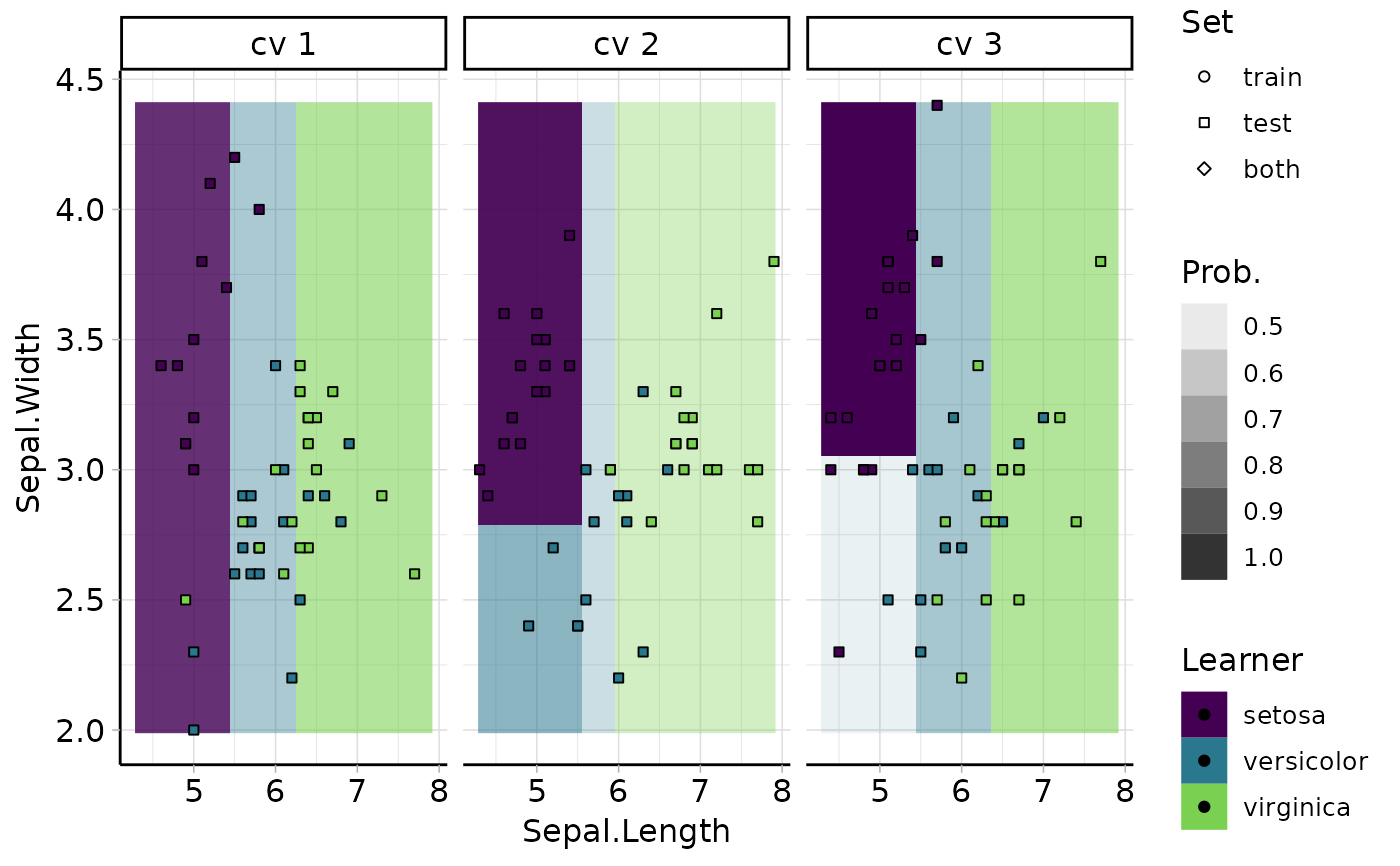 cv 1
cv 2
cv 3
4.5
4.0
3.5
3.0
2.5
2.0
Sepal.Width
5 6 7 8
5 6 7 8
5 6 7 8
Sepal.Length
Set
train
test
both
Prob.
0.5
0.6
0.7
0.8
0.9
1.0
Learner
setosa
versicolor
virginica